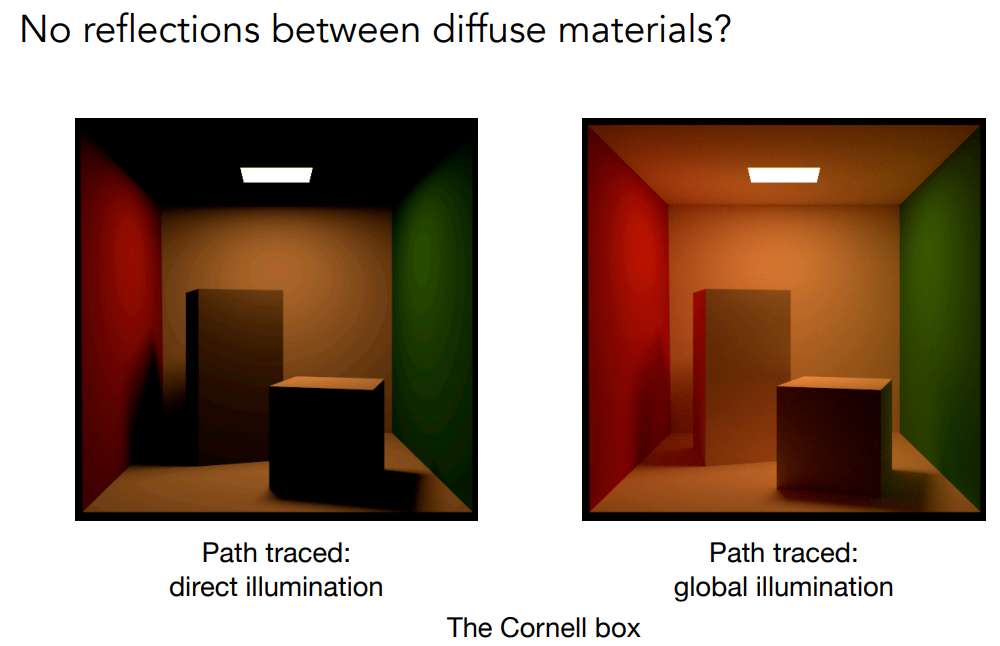 No reflections between diffuse materials?
Path traced:
direct illumination
Path traced:
global illumination
The Cornell box